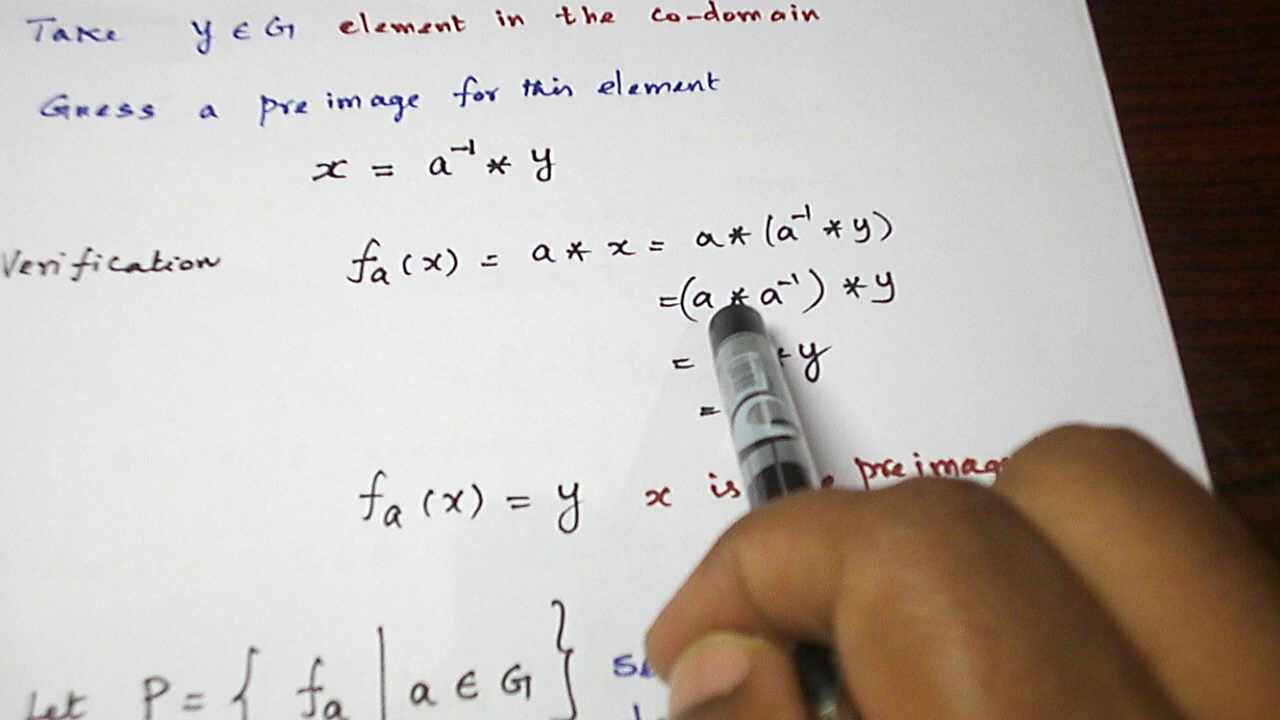 Take y ∈ G element in the co-domain
Guess a pre image for this element
x = a⁻¹ * y
Verification fₐ(x) = a * x = a * (a⁻¹ * y)
= (a * a⁻¹) * y
= * y
=
fₐ(x) = y x is preimage
Let P = { fₐ | a ∈ G }